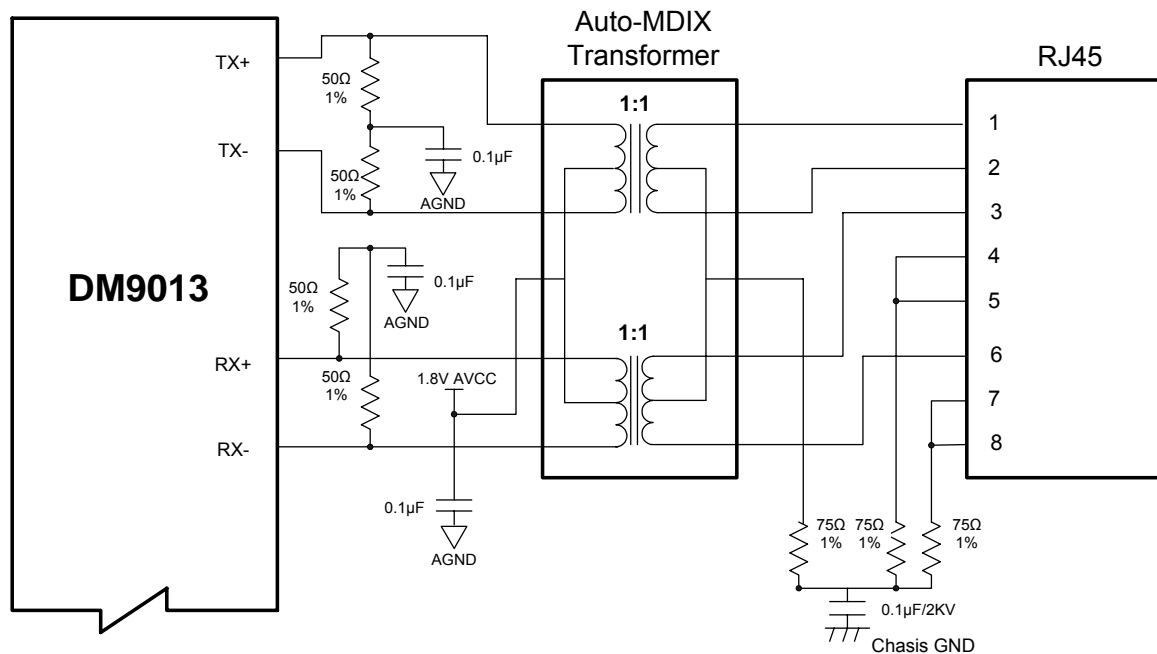 Auto-MDIX
Transformer
RJ45
DM9013
TX+
TX-
RX+
RX-
50Ω
1%
50Ω
1%
0.1µF
AGND
50Ω
1%
0.1µF
AGND
50Ω
1%
1.8V AVCC
0.1µF
AGND
1:1
1:1
1
2
3
4
5
6
7
8
75Ω
1%
75Ω
1%
75Ω
1%
0.1µF/2KV
Chasis GND